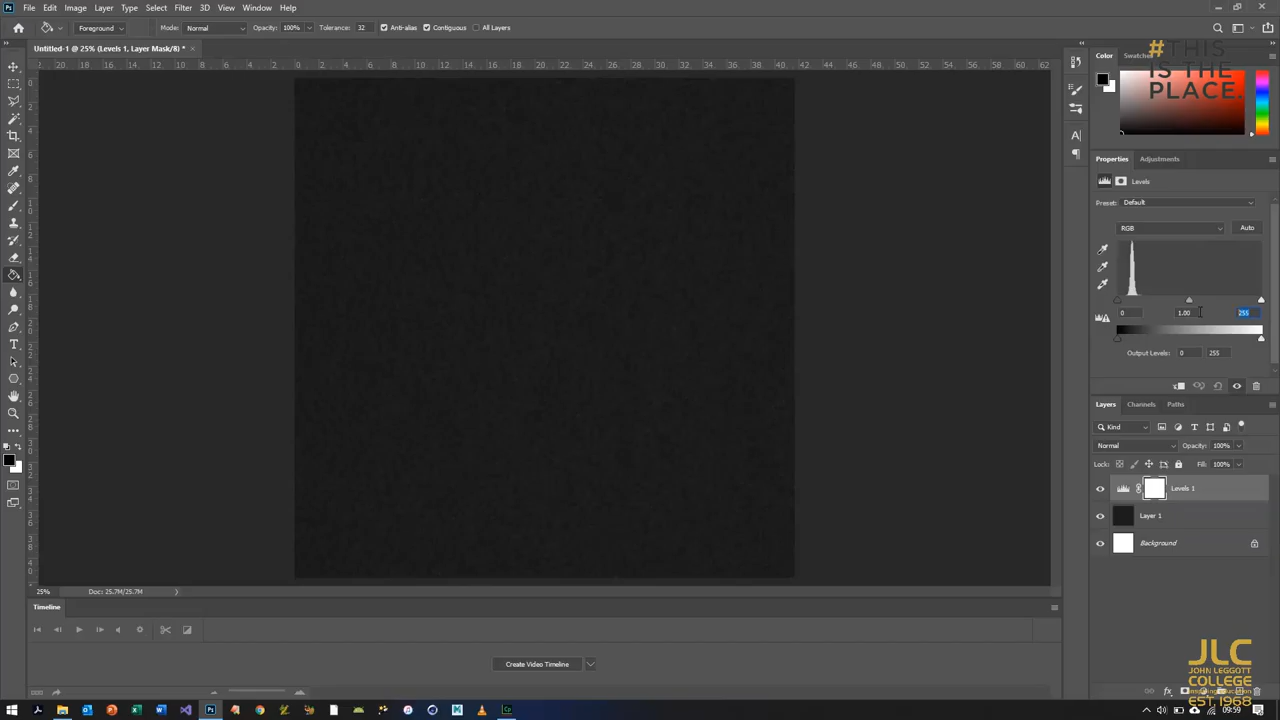 Ps File Edit Image Layer Type Select Filter 3D View Window Help
Foreground Mode: Normal Opacity: 100% Tolerance: 32 Anti-alias Contiguous All Layers
Untitled-1 @ 25% (Levels 1, Layer Mask/8) *
Color Swatches
# THIS
IS THE
PLACE.
Properties Adjustments
Levels
Preset: Default
RGB Auto
0 1.00 255
Output Levels: 0 255
Layers Channels Paths
Kind
Normal Opacity: 100%
Lock: Fill: 100%
Levels 1
Layer 1
Background
25% Doc: 25.7M/25.7M
Timeline
Create Video Timeline
JLC
JOHN LEGGOTT
COLLEGE
EST. 1968
09:59